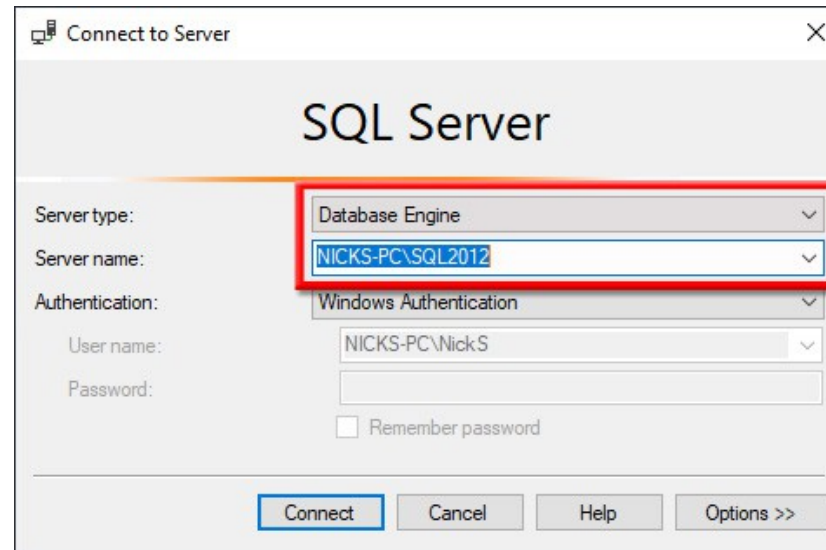 Connect to Server
SQL Server
Server type: Database Engine
Server name: NICKS-PC\SQL2012
Authentication: Windows Authentication
User name: NICKS-PC\NickS
Password:
Remember password
Connect Cancel Help Options >>